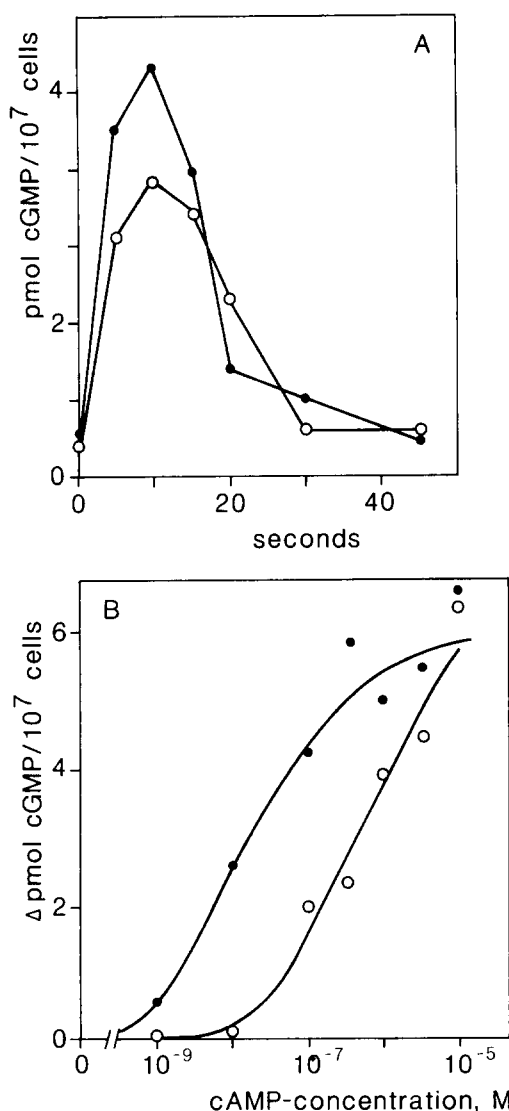 A
pmol cGMP/10⁷ cells
4
2
0
0 20 40
seconds
B
Δpmol cGMP/10⁷ cells
6
4
2
0
0 10⁻⁹ 10⁻⁷ 10⁻⁵
cAMP-concentration, M